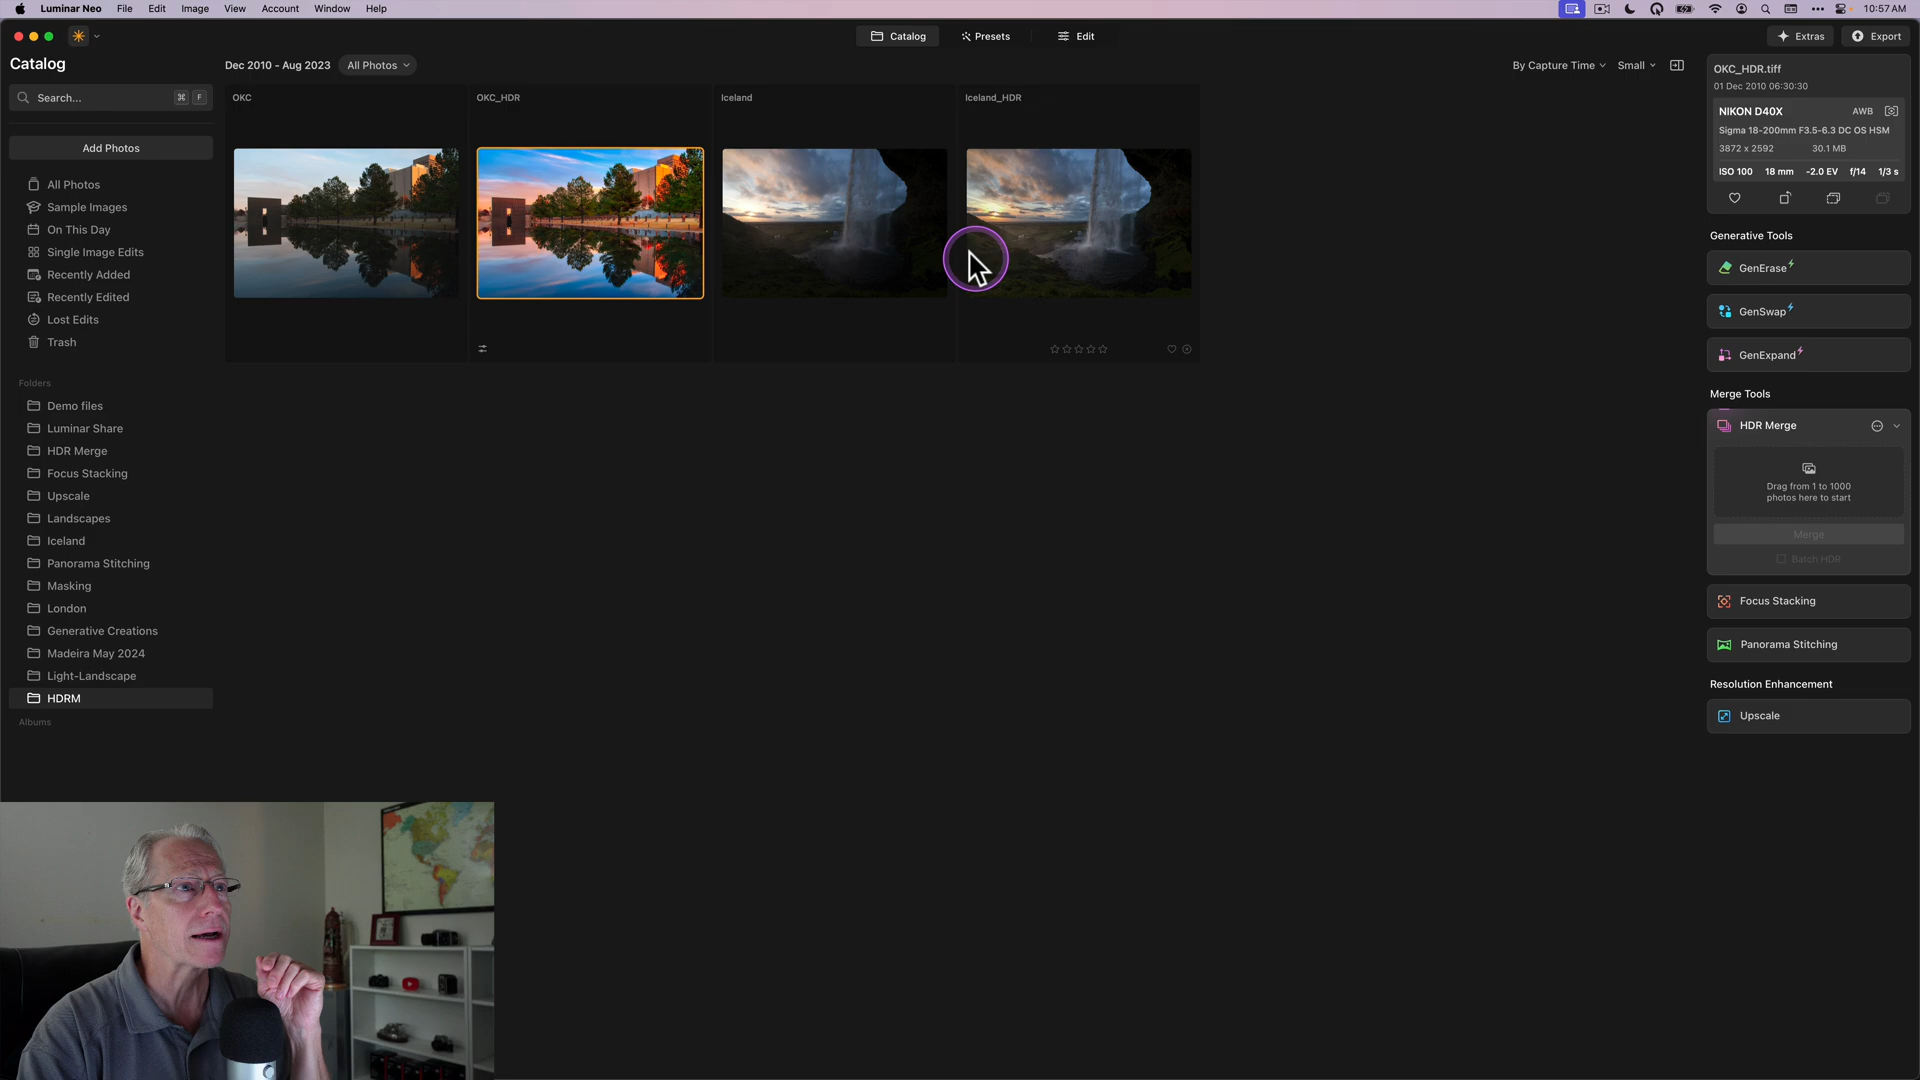 Luminar Neo File Edit Image View Account Window Help 10:57 AM
Catalog Presets Edit Extras Export
Catalog
Dec 2010 - Aug 2023 All Photos By Capture Time Small
Search... ⌘ F
Add Photos
All Photos
Sample Images
On This Day
Single Image Edits
Recently Added
Recently Edited
Lost Edits
Trash
Folders
Demo files
Luminar Share
HDR Merge
Focus Stacking
Upscale
Landscapes
Iceland
Panorama Stitching
Masking
London
Generative Creations
Madeira May 2024
Light-Landscape
HDRM
Albums
OKC OKC_HDR Iceland Iceland_HDR
OKC_HDR.tiff
01 Dec 2010 06:30:30
NIKON D40X AWB
Sigma 18-200mm F3.5-6.3 DC OS HSM
3872 x 2592 30.1 MB
ISO 100 18 mm -2.0 EV f/14 1/3 s
Generative Tools
GenErase
GenSwap
GenExpand
Merge Tools
HDR Merge
Drag from 1 to 1000
photos here to start
Merge
Batch HDR
Focus Stacking
Panorama Stitching
Resolution Enhancement
Upscale